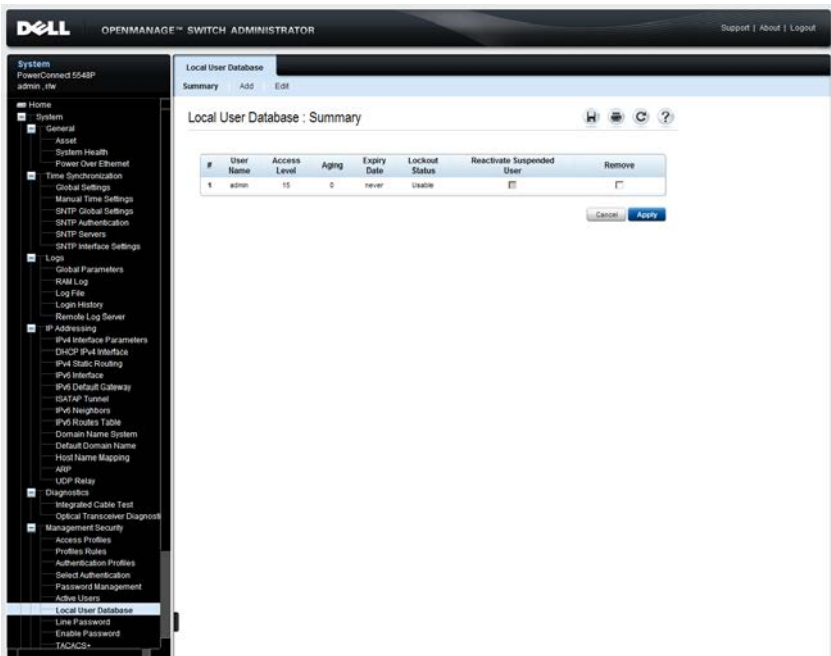 DELL OPENMANAGE™ SWITCH ADMINISTRATOR
Support | About | Logout
System
PowerConnect 5548P
admin , r/w
Home
System
General
Asset
System Health
Power Over Ethernet
Time Synchronization
Global Settings
Manual Time Settings
SNTP Global Settings
SNTP Authentication
SNTP Servers
SNTP Interface Settings
Logs
Global Parameters
RAM Log
Log File
Login History
Remote Log Server
IP Addressing
IPv4 Interface Parameters
DHCP IPv4 Interface
IPv4 Static Routing
IPv6 Interface
IPv6 Default Gateway
ISATAP Tunnel
IPv6 Neighbors
IPv6 Routes Table
Domain Name System
Default Domain Name
Host Name Mapping
ARP
UDP Relay
Diagnostics
Integrated Cable Test
Optical Transceiver Diagnosti
Management Security
Access Profiles
Profiles Rules
Authentication Profiles
Select Authentication
Password Management
Active Users
Local User Database
Line Password
Enable Password
TACACS+
Local User Database
Summary Add Edit
Local User Database : Summary
# User Name Access Level Aging Expiry Date Lockout Status Reactivate Suspended User Remove
1 admin 15 0 never Usable
Cancel Apply